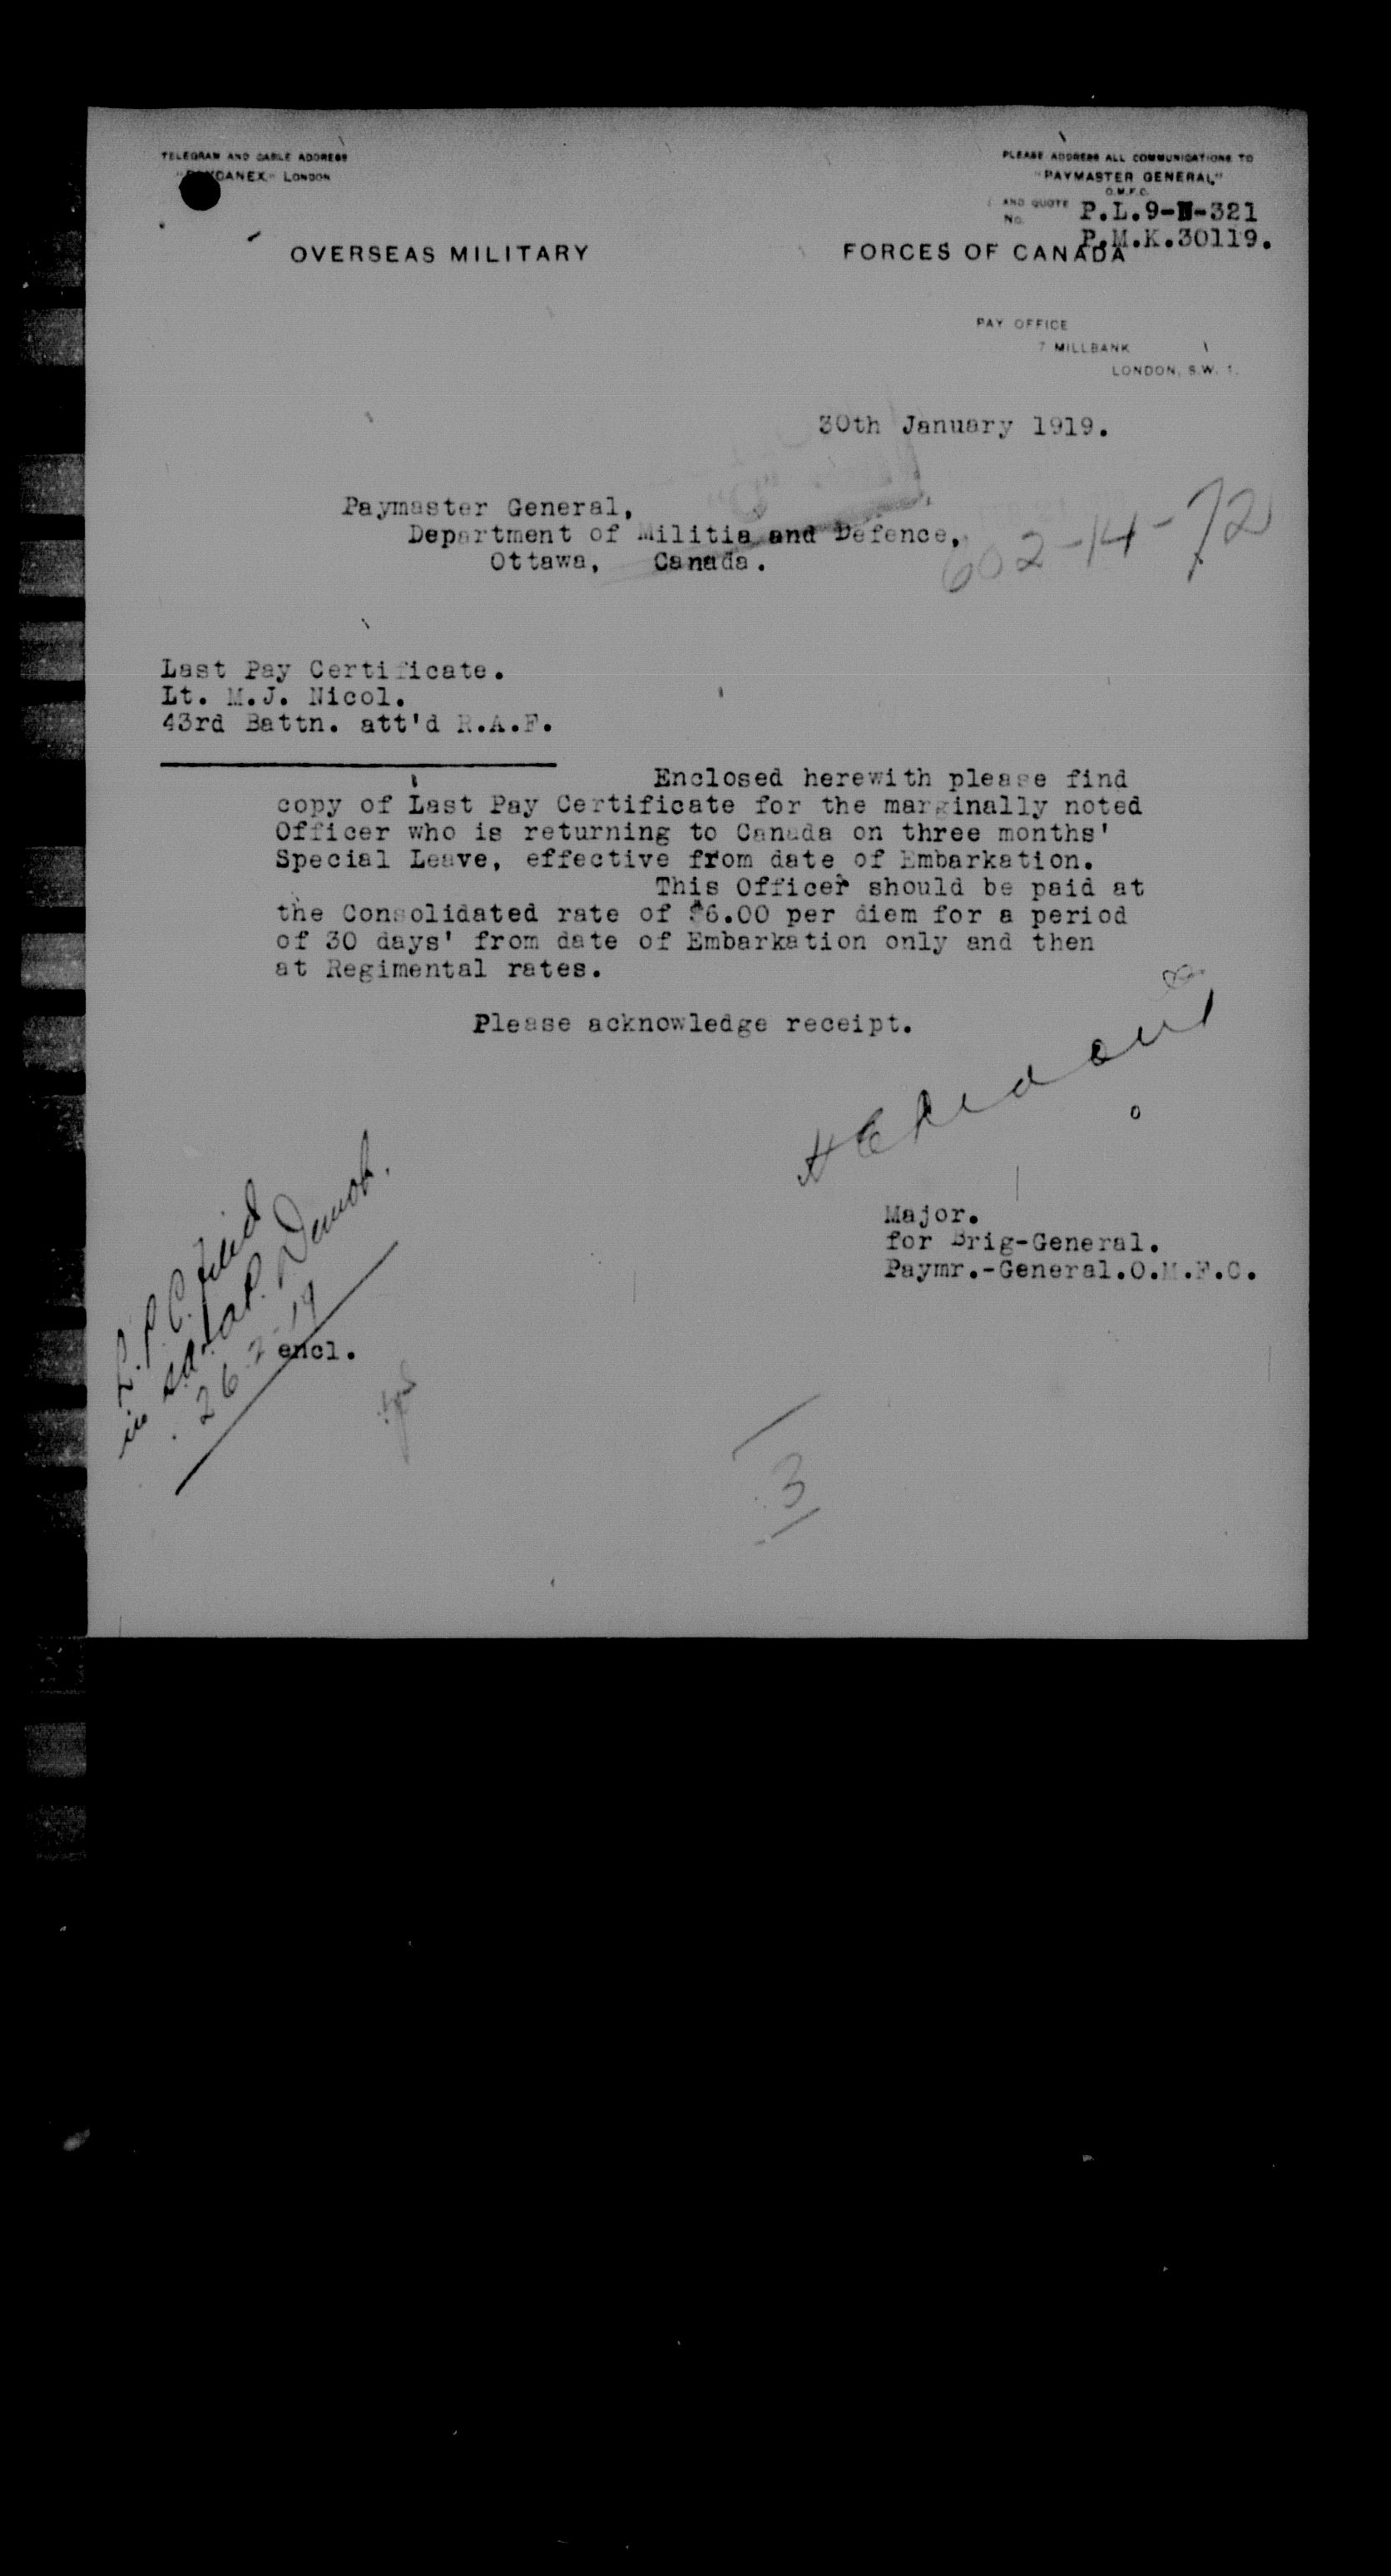 TELEGRAM AND CABLE ADDRESS
"PAYCANEX" LONDON
PLEASE ADDRESS ALL COMMUNICATIONS TO
"PAYMASTER GENERAL,"
O.M.F.C.
AND QUOTE
No.
P.L.9-N-321
P.M.K.30119.
OVERSEAS MILITARY FORCES OF CANADA
PAY OFFICE
7 MILLBANK
LONDON, S.W. 1.
30th January 1919.
Paymaster General,
Department of Militia and Defence,
Ottawa, Canada.
602-14-72
Last Pay Certificate.
Lt. M.J. Nicol.
43rd Battn. att'd R.A.F.
Enclosed herewith please find
copy of Last Pay Certificate for the marginally noted
Officer who is returning to Canada on three months'
Special Leave, effective from date of Embarkation.
This Officer should be paid at
the Consolidated rate of $6.00 per diem for a period
of 30 days' from date of Embarkation only and then
at Regimental rates.
Please acknowledge receipt.
Major.
for Brig-General.
Paymr.-General.O.M.F.C.
L.P.C. filed
in Demob.
26-2-19
encl.
3